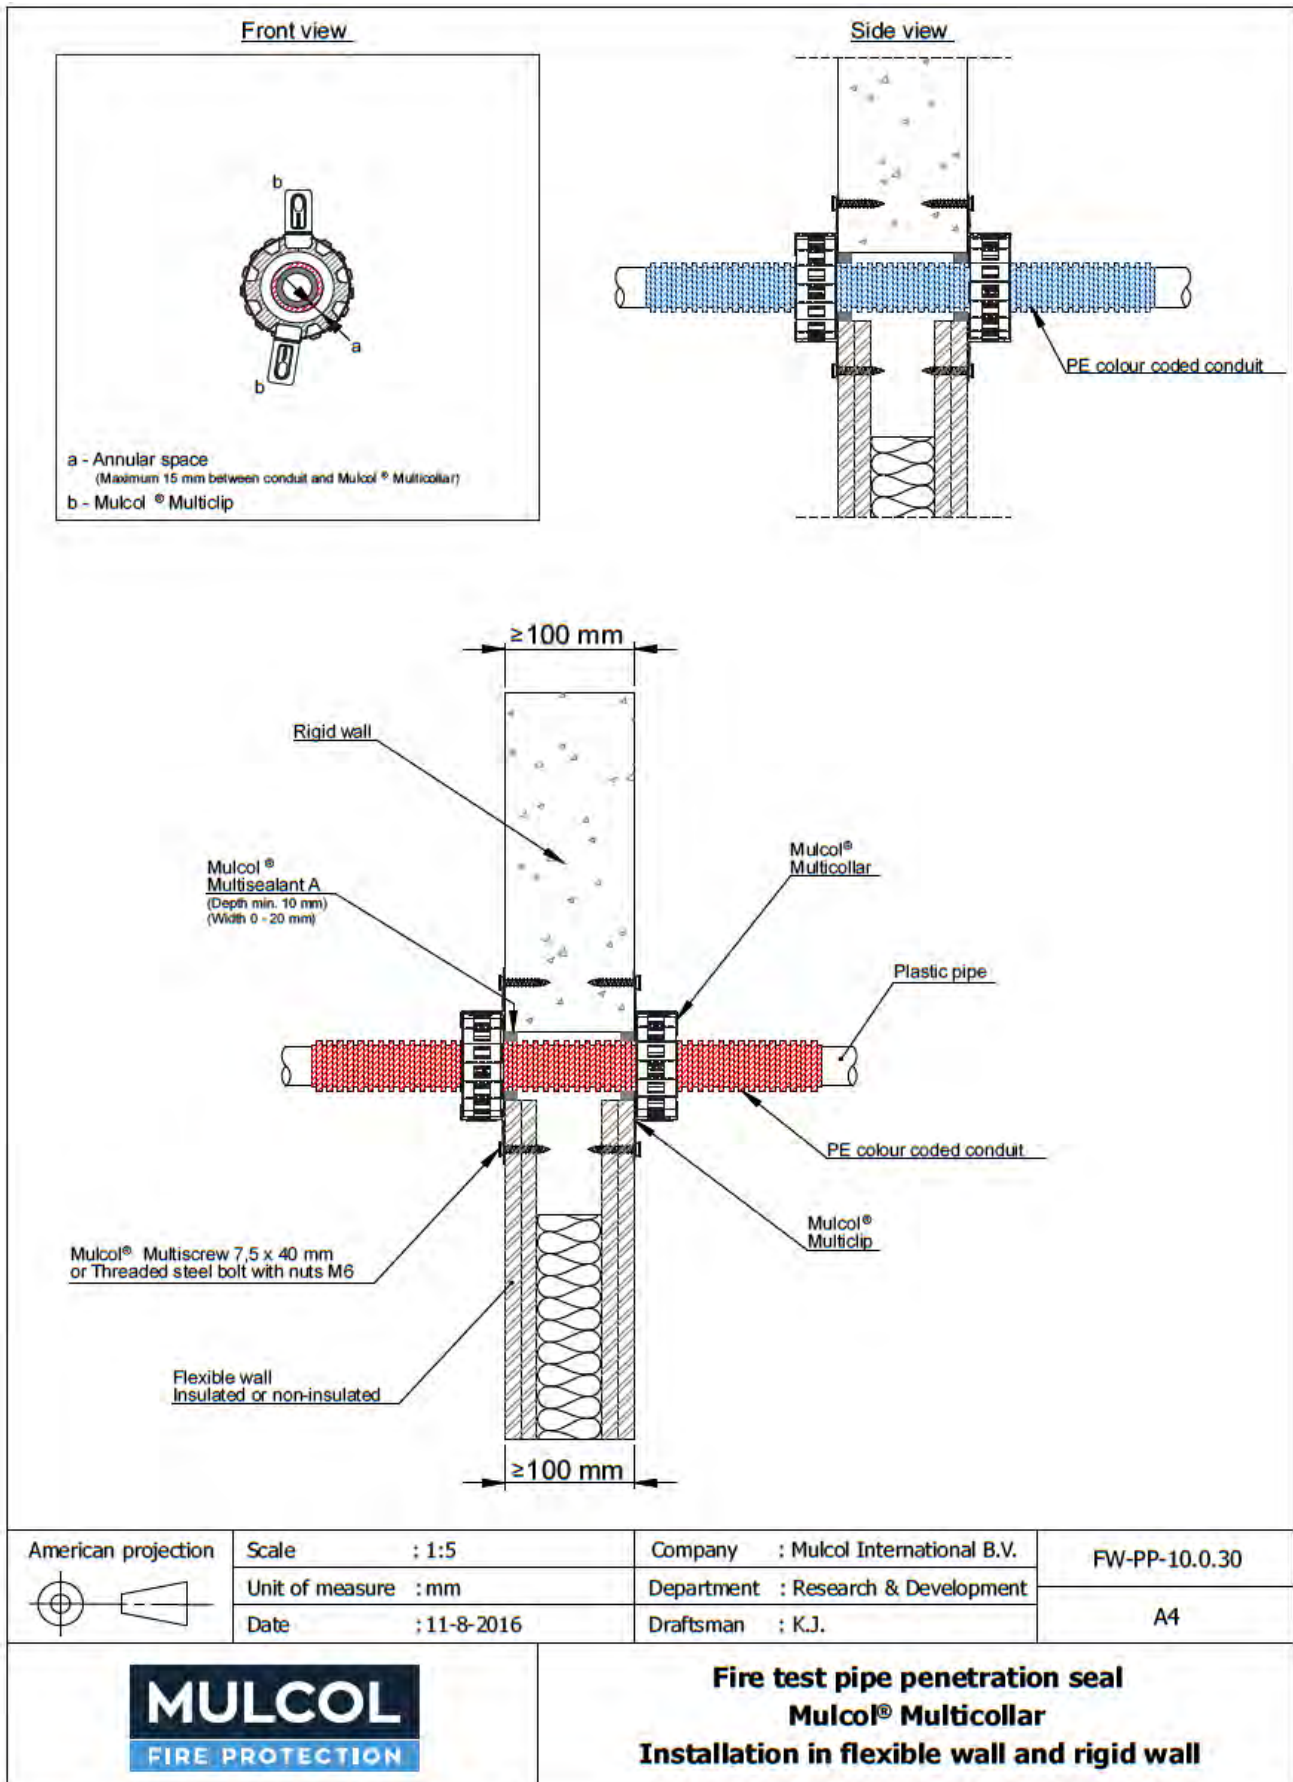 Front view
Side view
b
a
b
a - Annular space
(Maximum 15 mm between conduit and Mulcol ® Multicollar)
b - Mulcol ® Multiclip
PE colour coded conduit
≥100 mm
Rigid wall
Mulcol ®
Multisealant A
(Depth min. 10 mm)
(Width 0 - 20 mm)
Mulcol®
Multicollar
Plastic pipe
PE colour coded conduit
Mulcol®
Multiclip
Mulcol® Multiscrew 7,5 x 40 mm
or Threaded steel bolt with nuts M6
Flexible wall
Insulated or non-insulated
≥100 mm
American projection
Scale : 1:5
Unit of measure : mm
Date : 11-8-2016
Company : Mulcol International B.V.
Department : Research & Development
Draftsman : K.J.
FW-PP-10.0.30
A4
MULCOL
FIRE PROTECTION
Fire test pipe penetration seal
Mulcol® Multicollar
Installation in flexible wall and rigid wall